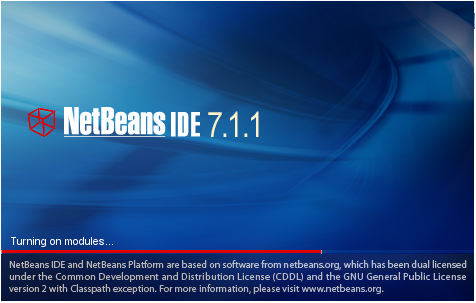 NetBeans IDE 7.1.1
Turning on modules...
NetBeans IDE and NetBeans Platform are based on software from netbeans.org, which has been dual licensed
under the Common Development and Distribution License (CDDL) and the GNU General Public License
version 2 with Classpath exception. For more information, please visit www.netbeans.org.